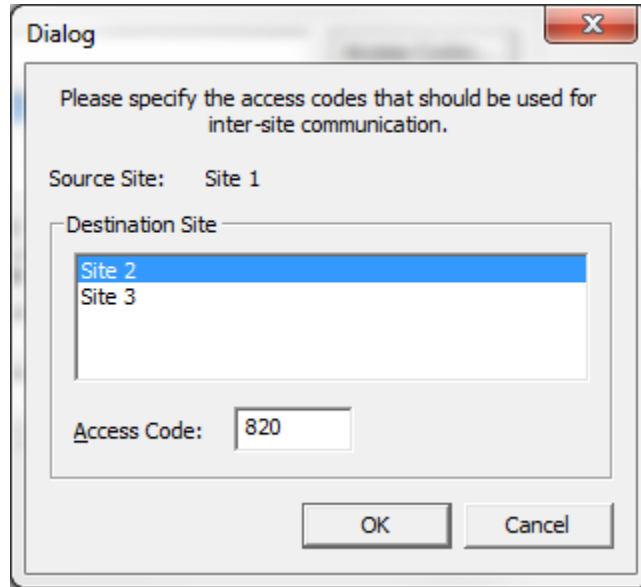 Dialog
Please specify the access codes that should be used for
inter-site communication.
Source Site: Site 1
Destination Site
Site 2
Site 3
Access Code: 820
OK Cancel